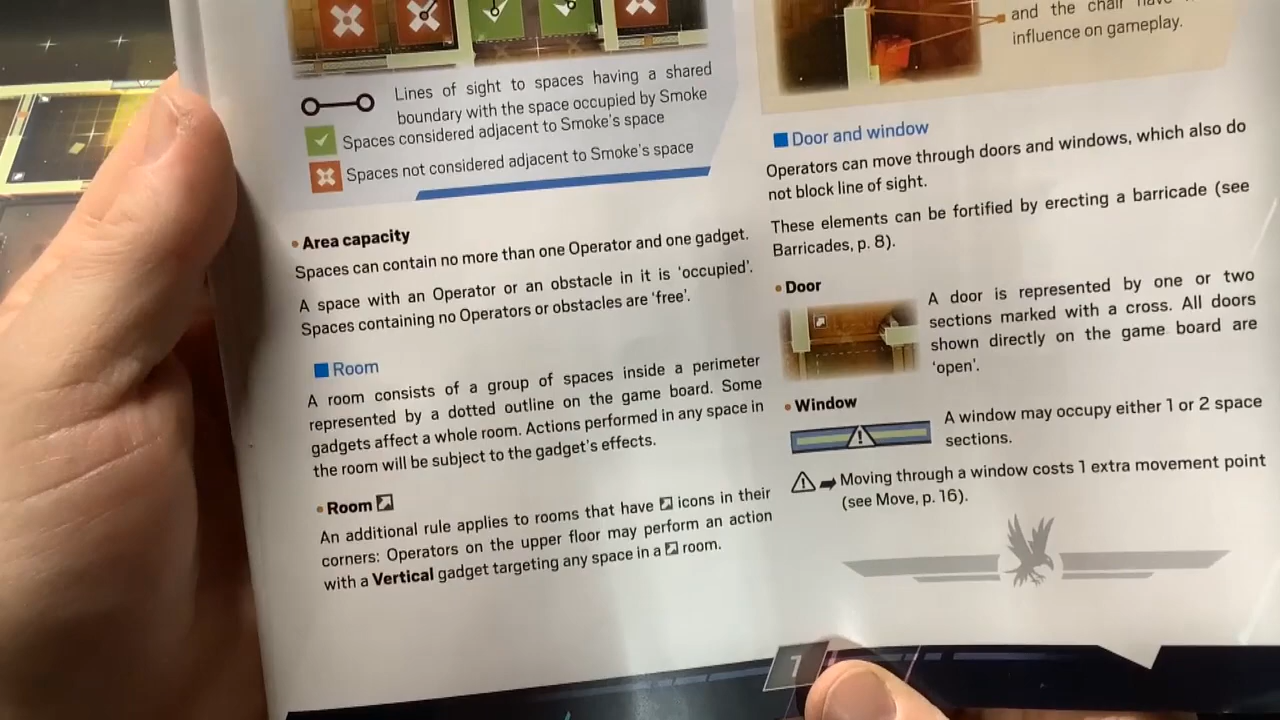 Lines of sight to spaces having a shared
boundary with the space occupied by Smoke
Spaces considered adjacent to Smoke's space
Spaces not considered adjacent to Smoke's space
• Area capacity
Spaces can contain no more than one Operator and one gadget.
A space with an Operator or an obstacle in it is 'occupied'.
Spaces containing no Operators or obstacles are 'free'.
Room
A room consists of a group of spaces inside a perimeter
represented by a dotted outline on the game board. Some
gadgets affect a whole room. Actions performed in any space in
the room will be subject to the gadget's effects.
• Room
An additional rule applies to rooms that have icons in their
corners: Operators on the upper floor may perform an action
with a Vertical gadget targeting any space in a room.
and the chair have
influence on gameplay.
Door and window
Operators can move through doors and windows, which also do
not block line of sight.
These elements can be fortified by erecting a barricade (see
Barricades, p. 8).
• Door
A door is represented by one or two
sections marked with a cross. All doors
shown directly on the game board are
'open'.
• Window
A window may occupy either 1 or 2 space
sections.
Moving through a window costs 1 extra movement point
(see Move, p. 16).
7